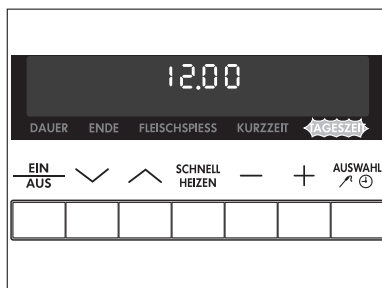 12.00
DAUER ENDE FLEISCHSPIESS KURZZEIT TAGESZEIT
EIN AUS SCHNELL HEIZEN — + AUSWAHL